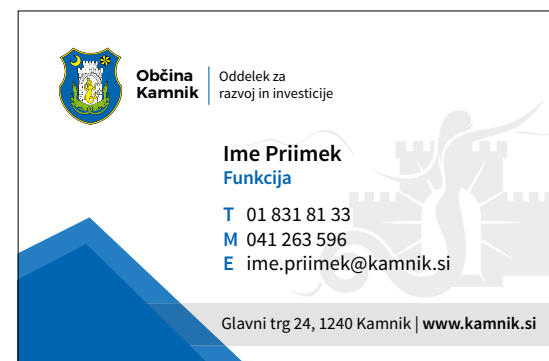 Občina
Kamnik
Oddelek za
razvoj in investicije
Ime Priimek
Funkcija
T 01 831 81 33
M 041 263 596
E ime.priimek@kamnik.si
Glavni trg 24, 1240 Kamnik | www.kamnik.si